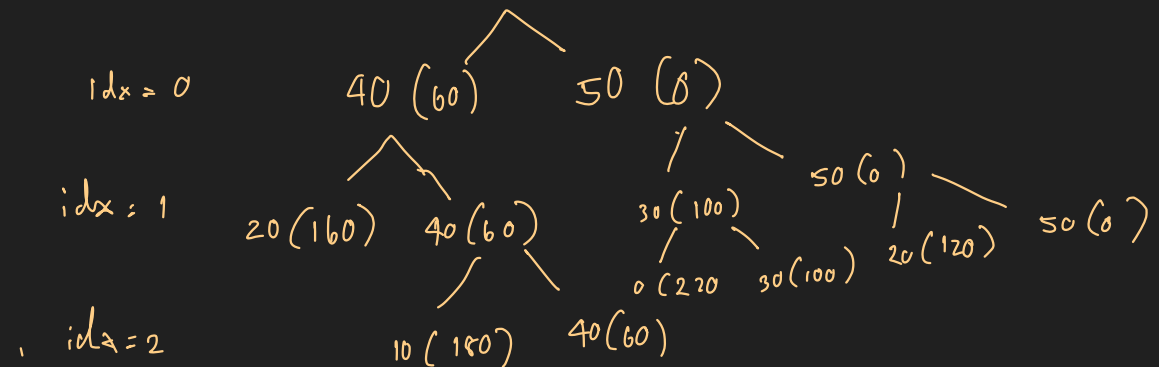 idx = 0 40 (60) 50 (0)
50 (0)
idx = 1 20 (160) 40 (60) 30 (100) 50 (0)
0 (220 30 (100) 20 (120)
idx = 2 10 (180) 40 (60)